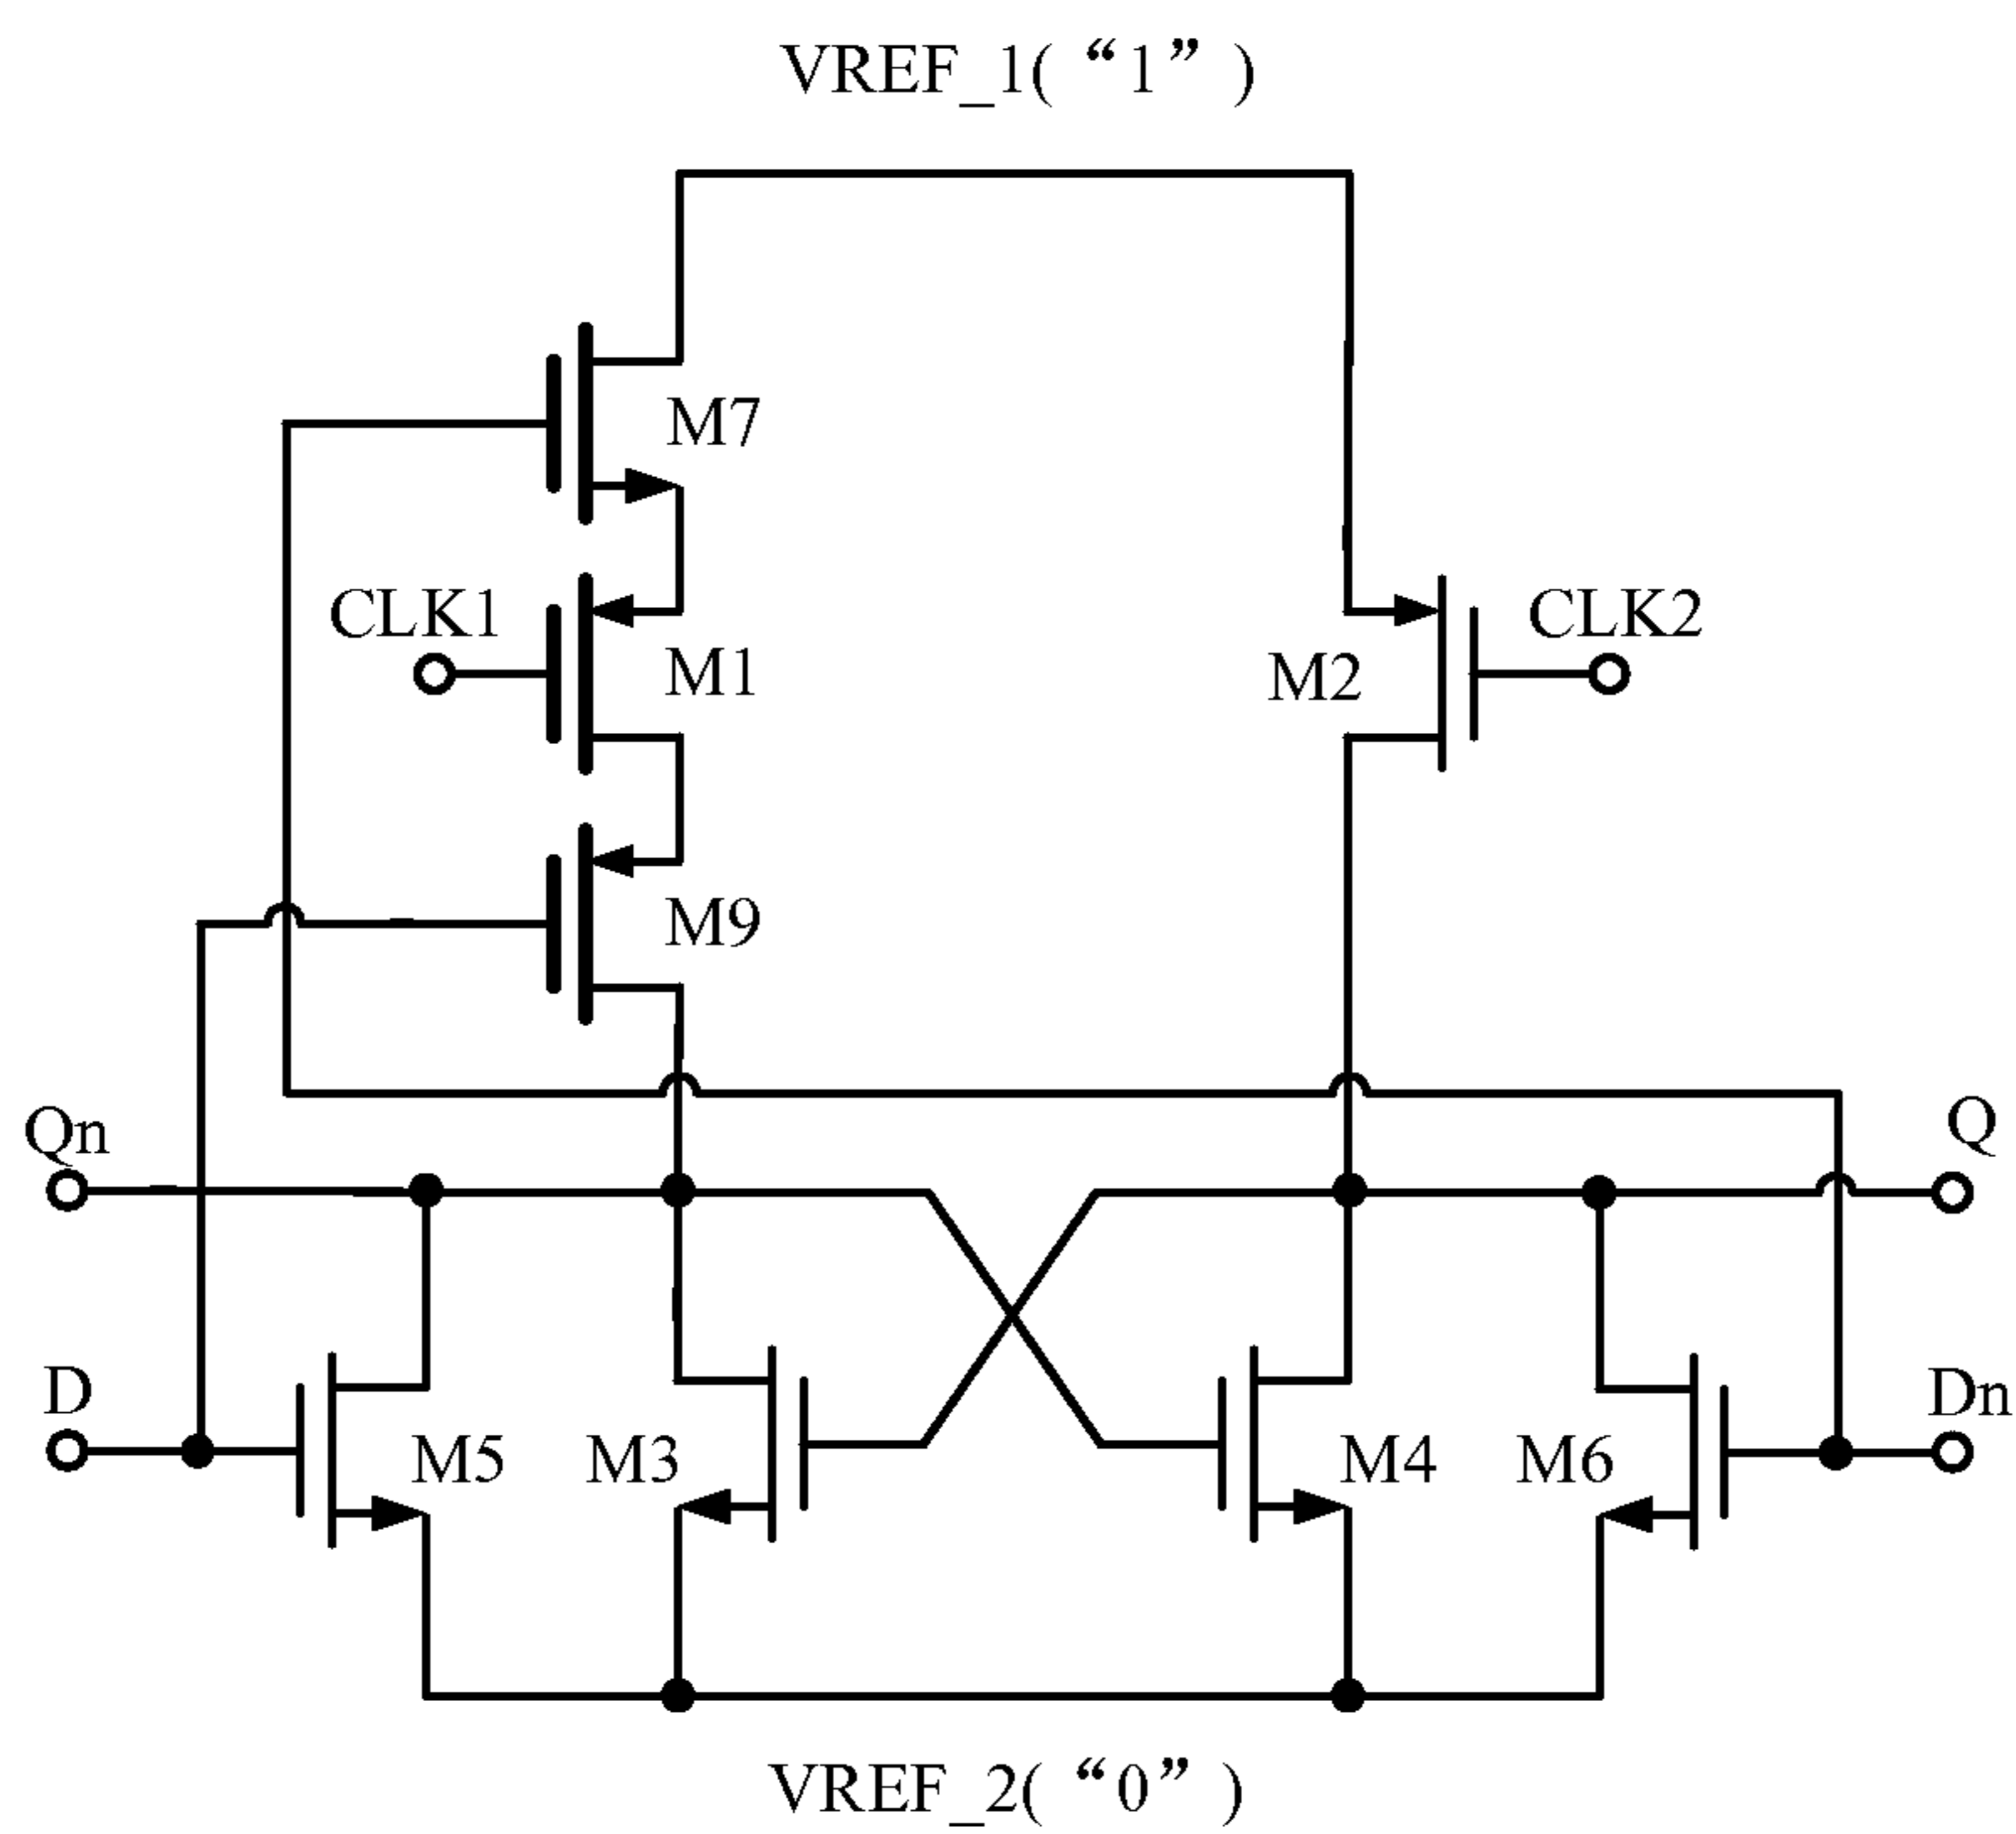 VREF_1(“1”)
M7
CLK1
M1
M2
CLK2
M9
Qn
Q
D
M5
M3
M4
M6
Dn
VREF_2(“0”)